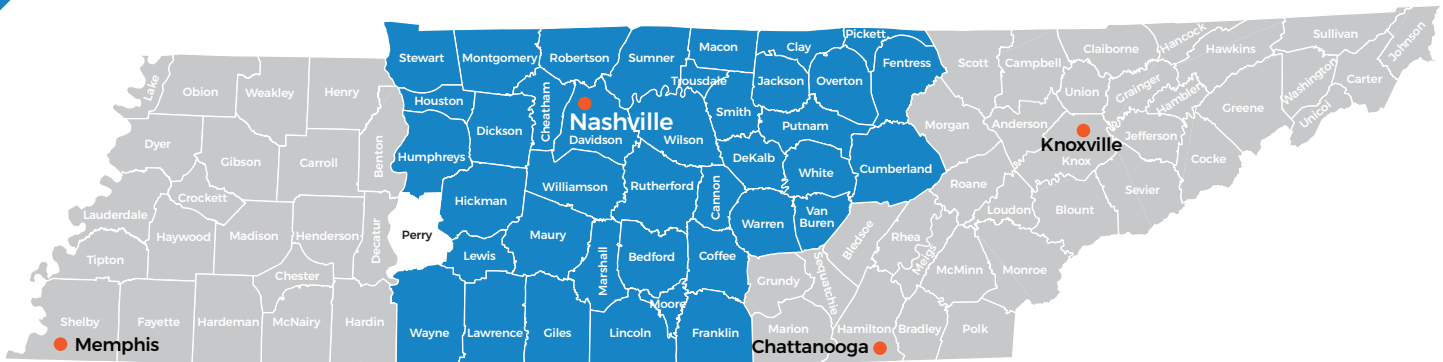 Stewart
Montgomery
Robertson
Sumner
Macon
Clay
Pickett
Fentress
Scott
Campbell
Claiborne
Hancock
Hawkins
Sullivan
Johnson
Lake
Obion
Weakley
Henry
Houston
Cheatham
Trousdale
Jackson
Overton
Union
Grainger
Hamblen
Washington
Carter
Unicoi
Greene
Dickson
Nashville
Davidson
Wilson
Smith
Putnam
Morgan
Anderson
Knoxville
Knox
Jefferson
Cocke
Dyer
Gibson
Carroll
Benton
Humphreys
Williamson
Rutherford
Cannon
DeKalb
White
Cumberland
Roane
Loudon
Blount
Sevier
Crockett
Lauderdale
Haywood
Madison
Henderson
Decatur
Perry
Hickman
Lewis
Maury
Marshall
Bedford
Coffee
Warren
Van
Buren
Bledsoe
Rhea
Meigs
McMinn
Monroe
Tipton
Chester
Moore
Grundy
Sequatchie
Shelby
Fayette
Hardeman
McNairy
Hardin
Wayne
Lawrence
Giles
Lincoln
Franklin
Marion
Hamilton
Bradley
Polk
Memphis
Chattanooga